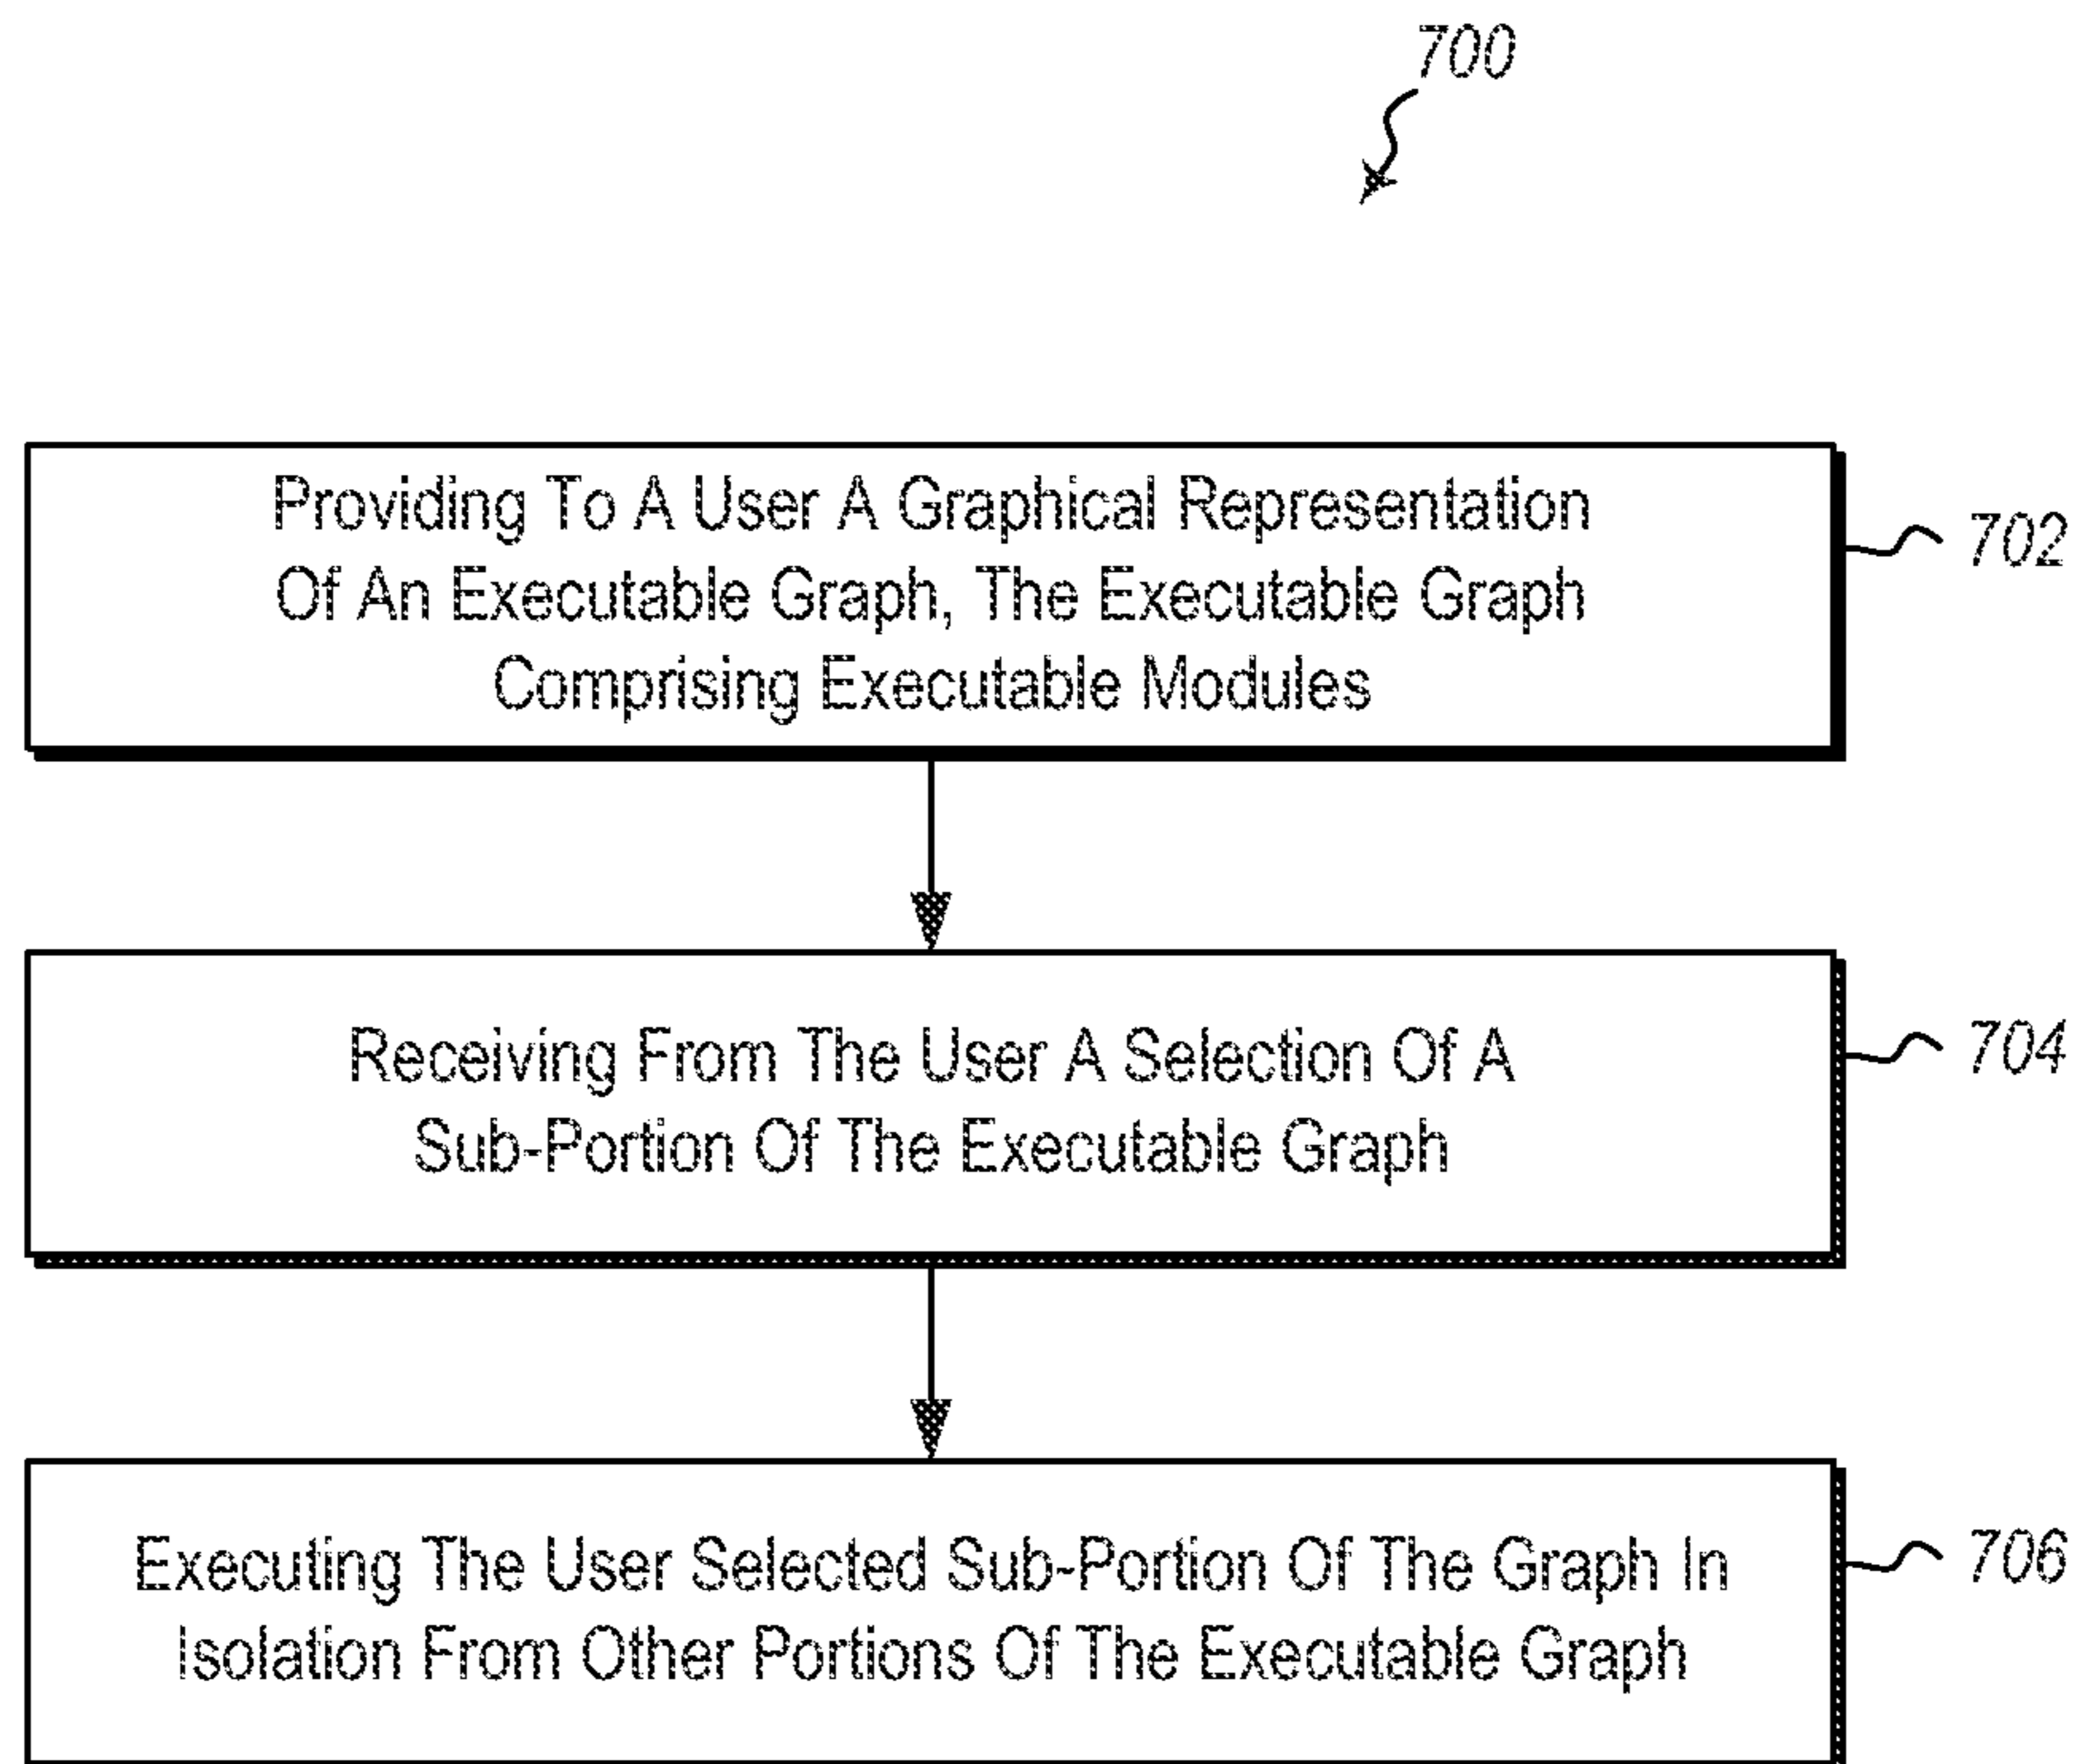 700
Providing To A User A Graphical Representation
Of An Executable Graph, The Executable Graph
Comprising Executable Modules
702
Receiving From The User A Selection Of A
Sub-Portion Of The Executable Graph
704
Executing The User Selected Sub-Portion Of The Graph In
Isolation From Other Portions Of The Executable Graph
706